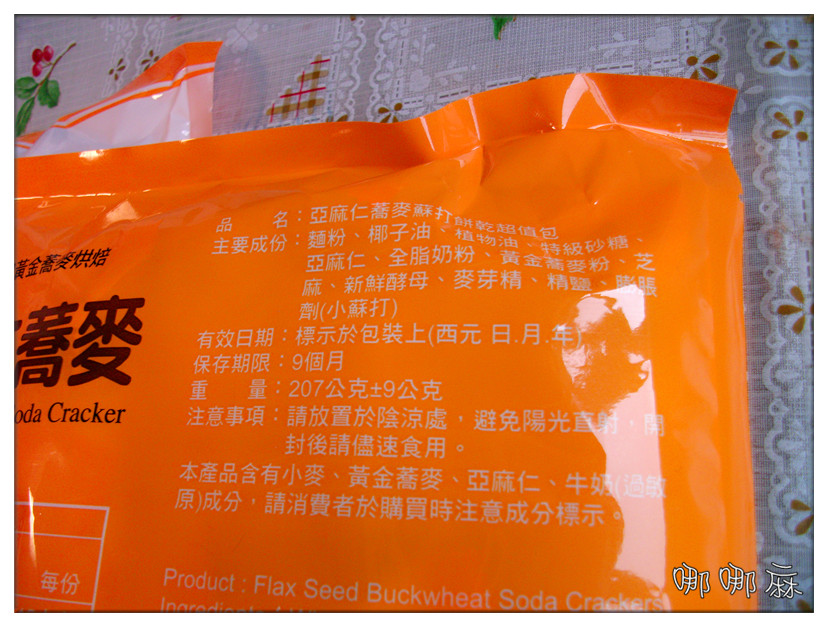 品　　名：亞麻仁蕎麥蘇打餅乾超值包
主要成份：麵粉、椰子油、植物油、特級砂糖、
亞麻仁、全脂奶粉、黃金蕎麥粉、芝
麻、新鮮酵母、麥芽精、精鹽、膨脹
劑(小蘇打)
有效日期：標示於包裝上(西元 日.月.年)
保存期限：9個月
重　　量：207公克±9公克
注意事項：請放置於陰涼處，避免陽光直射，開
封後請儘速食用。
本產品含有小麥、黃金蕎麥、亞麻仁、牛奶(過敏
原)成分，請消費者於購買時注意成分標示。
Product : Flax Seed Buckwheat Soda Crackers
黃金蕎麥烘焙
蕎麥
oda Cracker
每份
哪哪麻